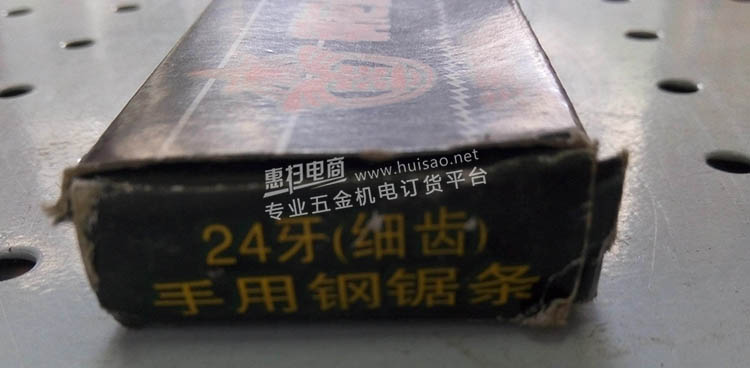 惠扫电商 www.huisao.net
专业五金机电订货平台
24牙(细齿)
手用钢锯条